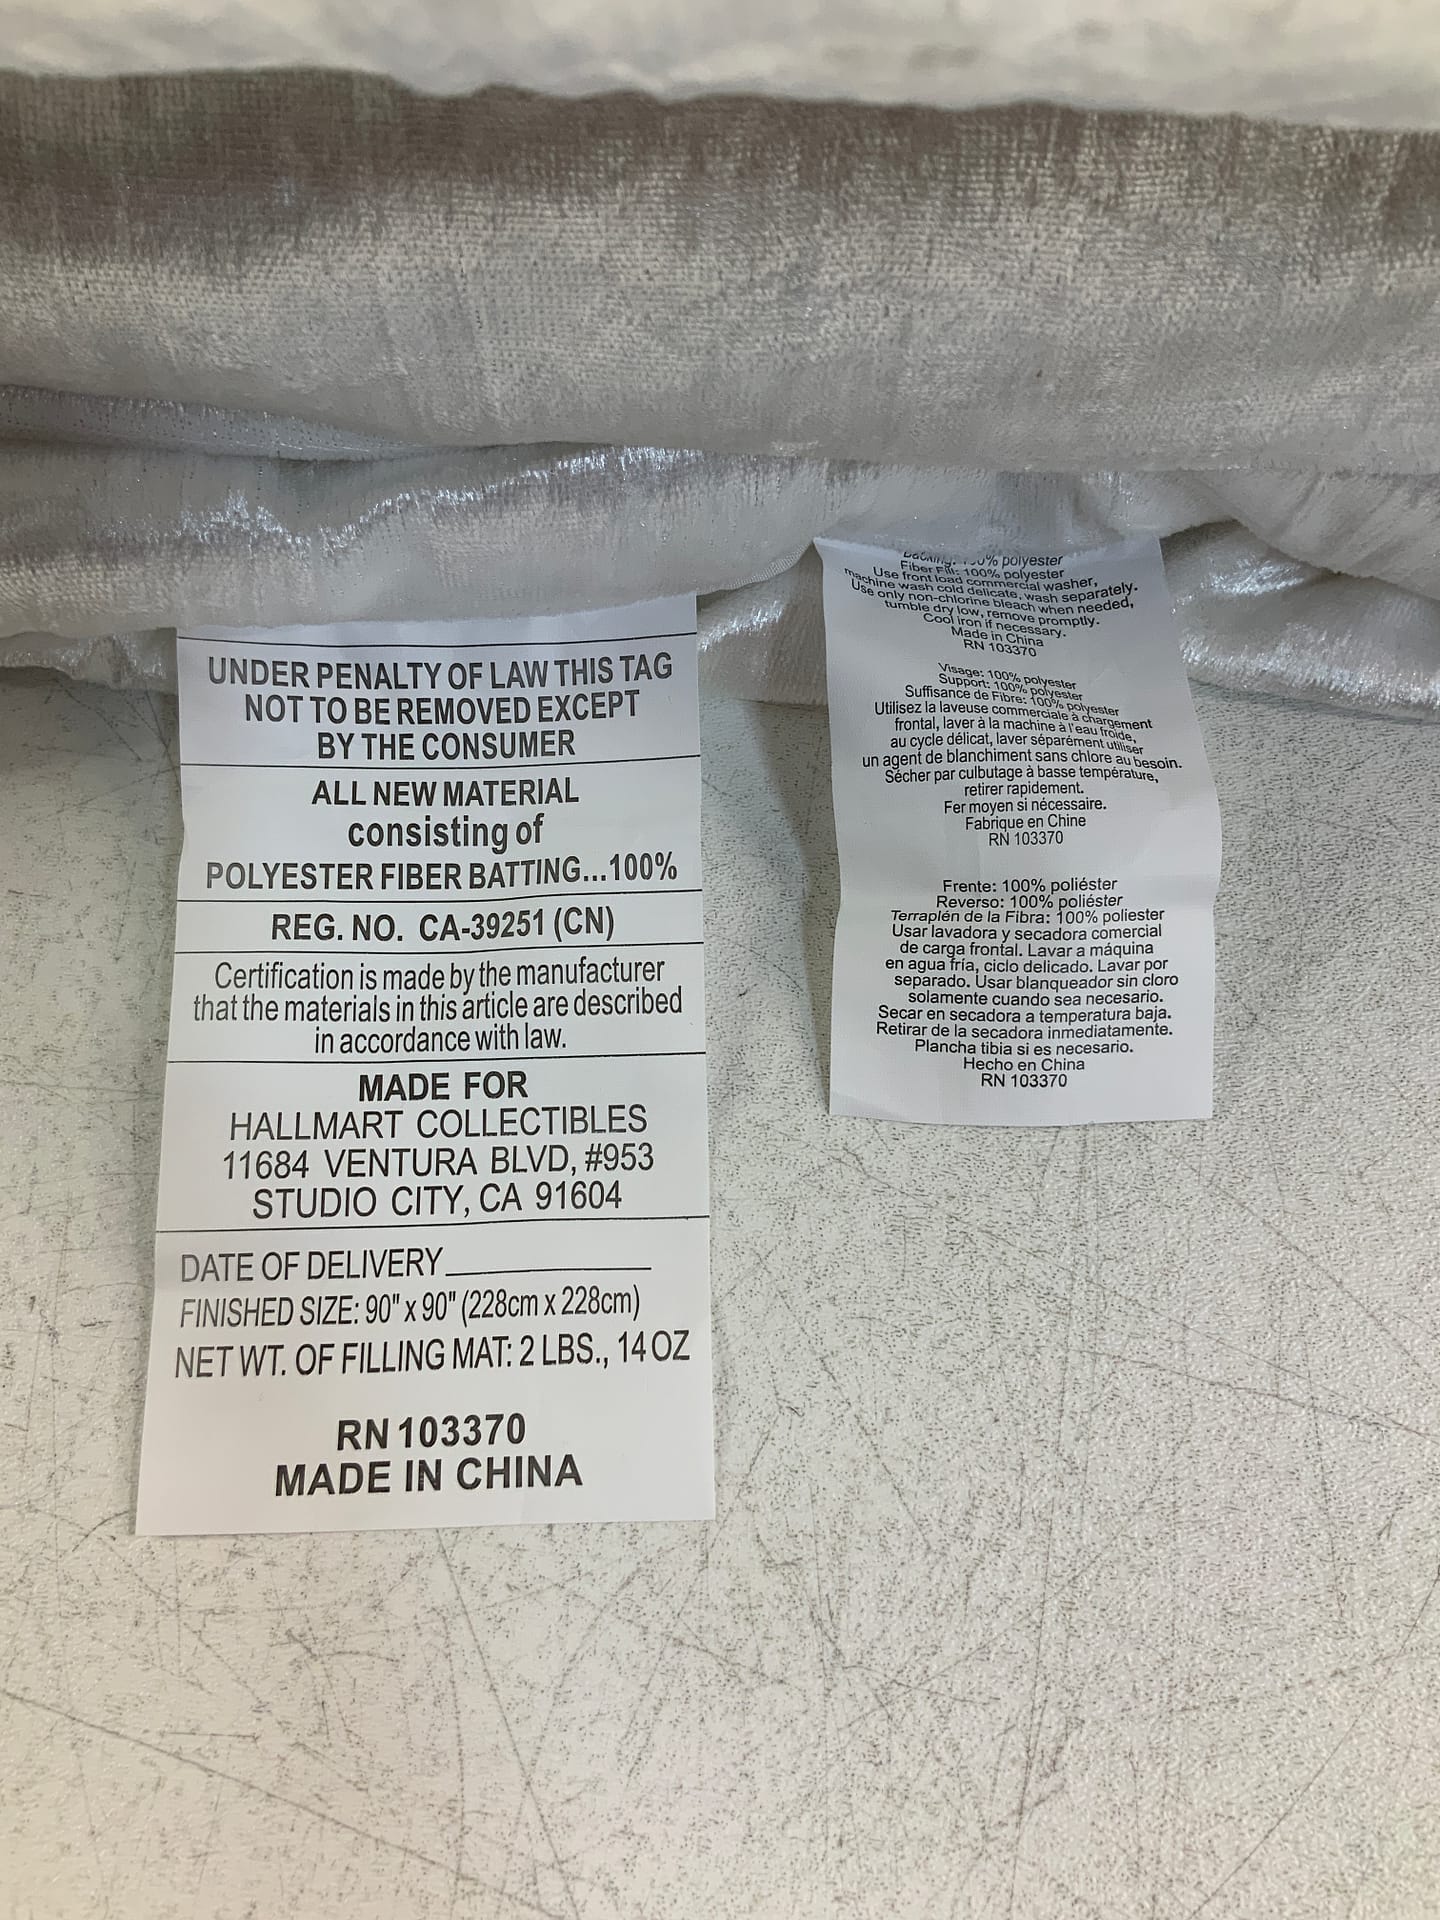 UNDER PENALTY OF LAW THIS TAG
NOT TO BE REMOVED EXCEPT
BY THE CONSUMER
ALL NEW MATERIAL
consisting of
POLYESTER FIBER BATTING...100%
REG. NO. CA-39251 (CN)
Certification is made by the manufacturer
that the materials in this article are described
in accordance with law.
MADE FOR
HALLMART COLLECTIBLES
11684 VENTURA BLVD, #953
STUDIO CITY, CA 91604
DATE OF DELIVERY
FINISHED SIZE: 90" x 90" (228cm x 228cm)
NET WT. OF FILLING MAT: 2 LBS., 14 OZ
RN 103370
MADE IN CHINA
polyester
Fiber Fill: 100% polyester
Use front load commercial washer,
machine wash cold delicate, wash separately.
Use only non-chlorine bleach when needed,
tumble dry low, remove promptly.
Cool iron if necessary.
Made in China
RN 103370
Visage: 100% polyester
Support: 100% polyester
Suffisance de Fibre: 100% polyester
Utilisez la laveuse commerciale à chargement
frontal, laver à la machine à l'eau froide,
au cycle délicat, laver séparément utiliser
un agent de blanchiment sans chlore au besoin.
Sécher par culbutage à basse température,
retirer rapidement.
Fer moyen si nécessaire.
Fabrique en Chine
RN 103370
Frente: 100% poliéster
Reverso: 100% poliéster
Terraplén de la Fibra: 100% poliester
Usar lavadora y secadora comercial
de carga frontal. Lavar a máquina
en agua fría, ciclo delicado. Lavar por
separado. Usar blanqueador sin cloro
solamente cuando sea necesario.
Secar en secadora a temperatura baja.
Retirar de la secadora inmediatamente.
Plancha tibia si es necesario.
Hecho en China
RN 103370